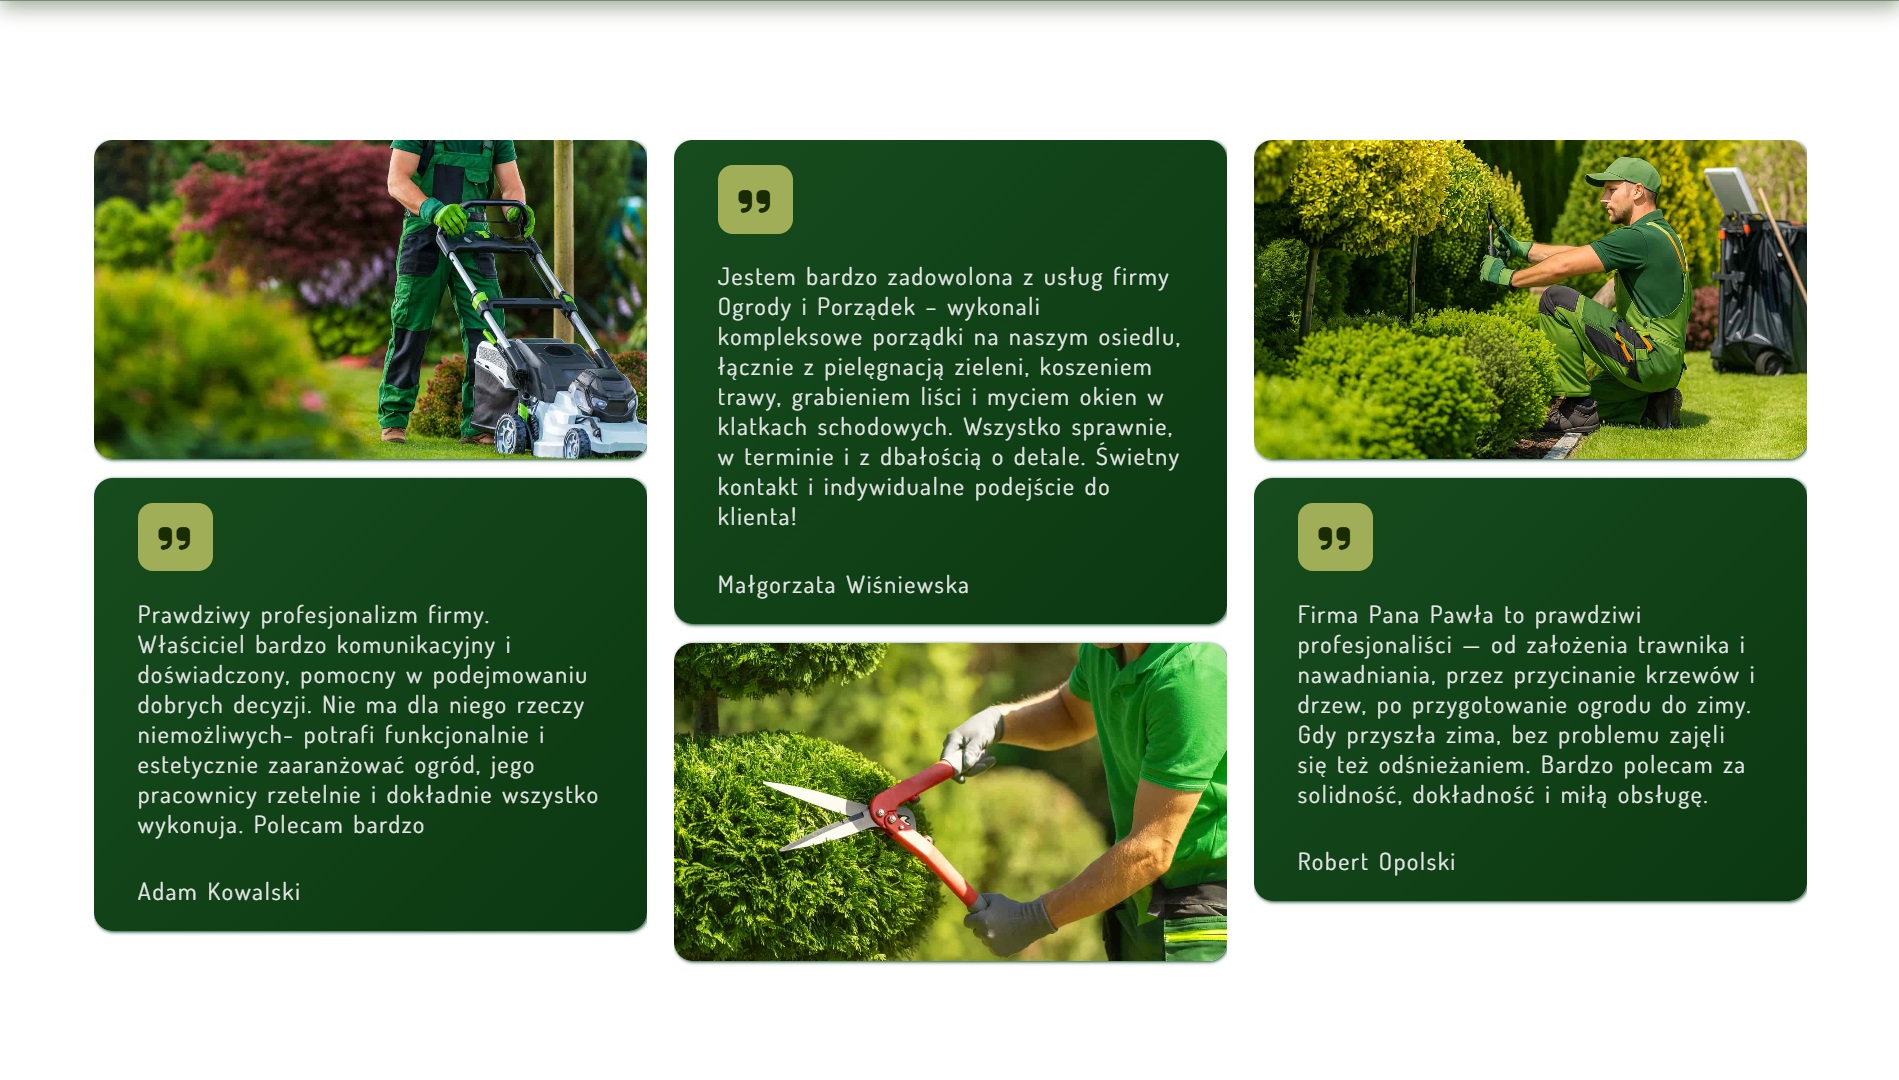 Jestem bardzo zadowolona z usług firmy
Ogrody i Porządek – wykonali
kompleksowe porządki na naszym osiedlu,
łącznie z pielęgnacją zieleni, koszeniem
trawy, grabieniem liści i myciem okien w
klatkach schodowych. Wszystko sprawnie,
w terminie i z dbałością o detale. Świetny
kontakt i indywidualne podejście do
klienta!
Małgorzata Wiśniewska
Prawdziwy profesjonalizm firmy.
Właściciel bardzo komunikacyjny i
doświadczony, pomocny w podejmowaniu
dobrych decyzji. Nie ma dla niego rzeczy
niemożliwych- potrafi funkcjonalnie i
estetycznie zaaranżować ogród, jego
pracownicy rzetelnie i dokładnie wszystko
wykonuja. Polecam bardzo
Adam Kowalski
Firma Pana Pawła to prawdziwi
profesjonaliści — od założenia trawnika i
nawadniania, przez przycinanie krzewów i
drzew, po przygotowanie ogrodu do zimy.
Gdy przyszła zima, bez problemu zajęli
się też odśnieżaniem. Bardzo polecam za
solidność, dokładność i miłą obsługę.
Robert Opolski